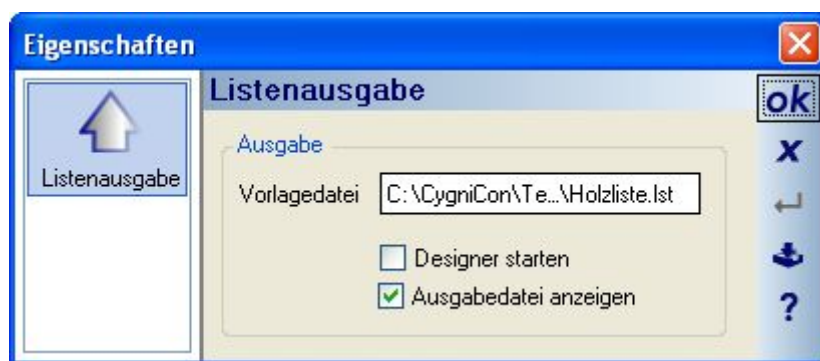 Eigenschaften
Listenausgabe
Listenausgabe
ok
x
Ausgabe
Vorlagedatei C:\CygniCon\Te...\Holzliste.lst
Designer starten
Ausgabedatei anzeigen
?